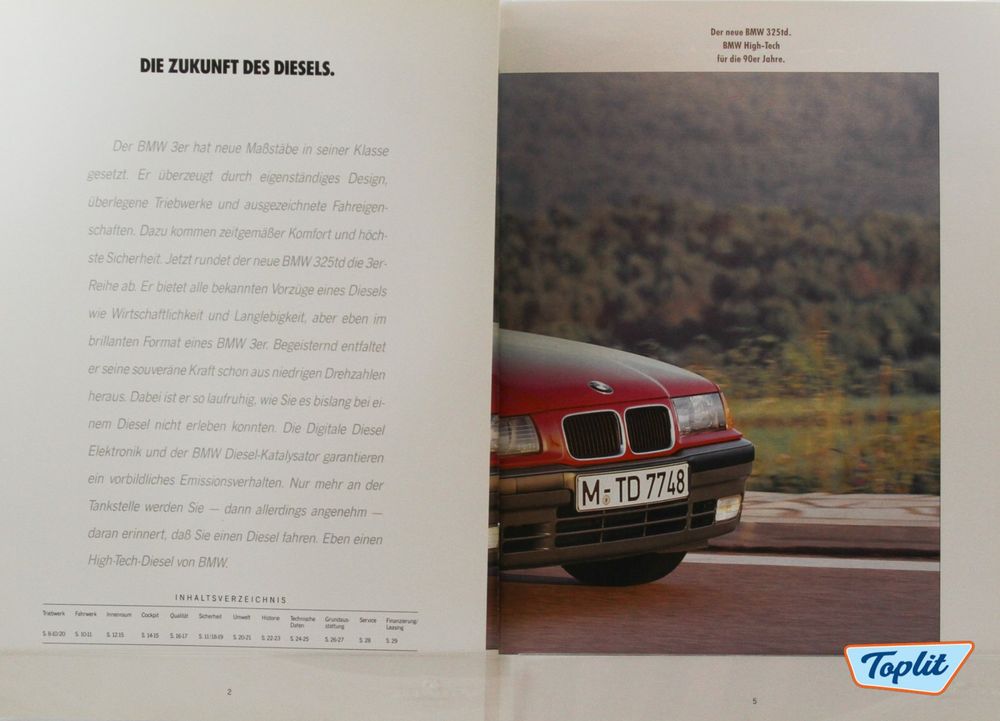 DIE ZUKUNFT DES DIESELS.
Der BMW 3er hat neue Maßstäbe in seiner Klasse
gesetzt. Er überzeugt durch eigenständiges Design,
überlegene Triebwerke und ausgezeichnete Fahreigen-
schaften. Dazu kommen zeitgemäßer Komfort und höch-
ste Sicherheit. Jetzt rundet der neue BMW 325td die 3er-
Reihe ab. Er bietet alle bekannten Vorzüge eines Diesels
wie Wirtschaftlichkeit und Langlebigkeit, aber eben im
brillanten Format eines BMW 3er. Begeisternd entfaltet
er seine souveräne Kraft schon aus niedrigen Drehzahlen
heraus. Dabei ist er so laufruhig, wie Sie es bislang bei ei-
nem Diesel nicht erleben konnten. Die Digitale Diesel
Elektronik und der BMW Diesel-Katalysator garantieren
ein vorbildliches Emissionsverhalten. Nur mehr an der
Tankstelle werden Sie — dann allerdings angenehm —
daran erinnert, daß Sie einen Diesel fahren. Eben einen
High-Tech-Diesel von BMW.
INHALTSVERZEICHNIS
Triebwerk Fahrwerk Innenraum Cockpit Qualität Sicherheit Umwelt Historie Technische Daten Grundaus-stattung Service Finanzierung/Leasing
S. 10-11 S. 12-15 S. 14-15 S. 16-17 S. 11/18-19 S. 20-21 S. 22-23 S. 24-25 S. 26-27 S. 28 S. 29
2
Der neue BMW 325td.
BMW High-Tech
für die 90er Jahre.
M-TD 7748
5
Toplit